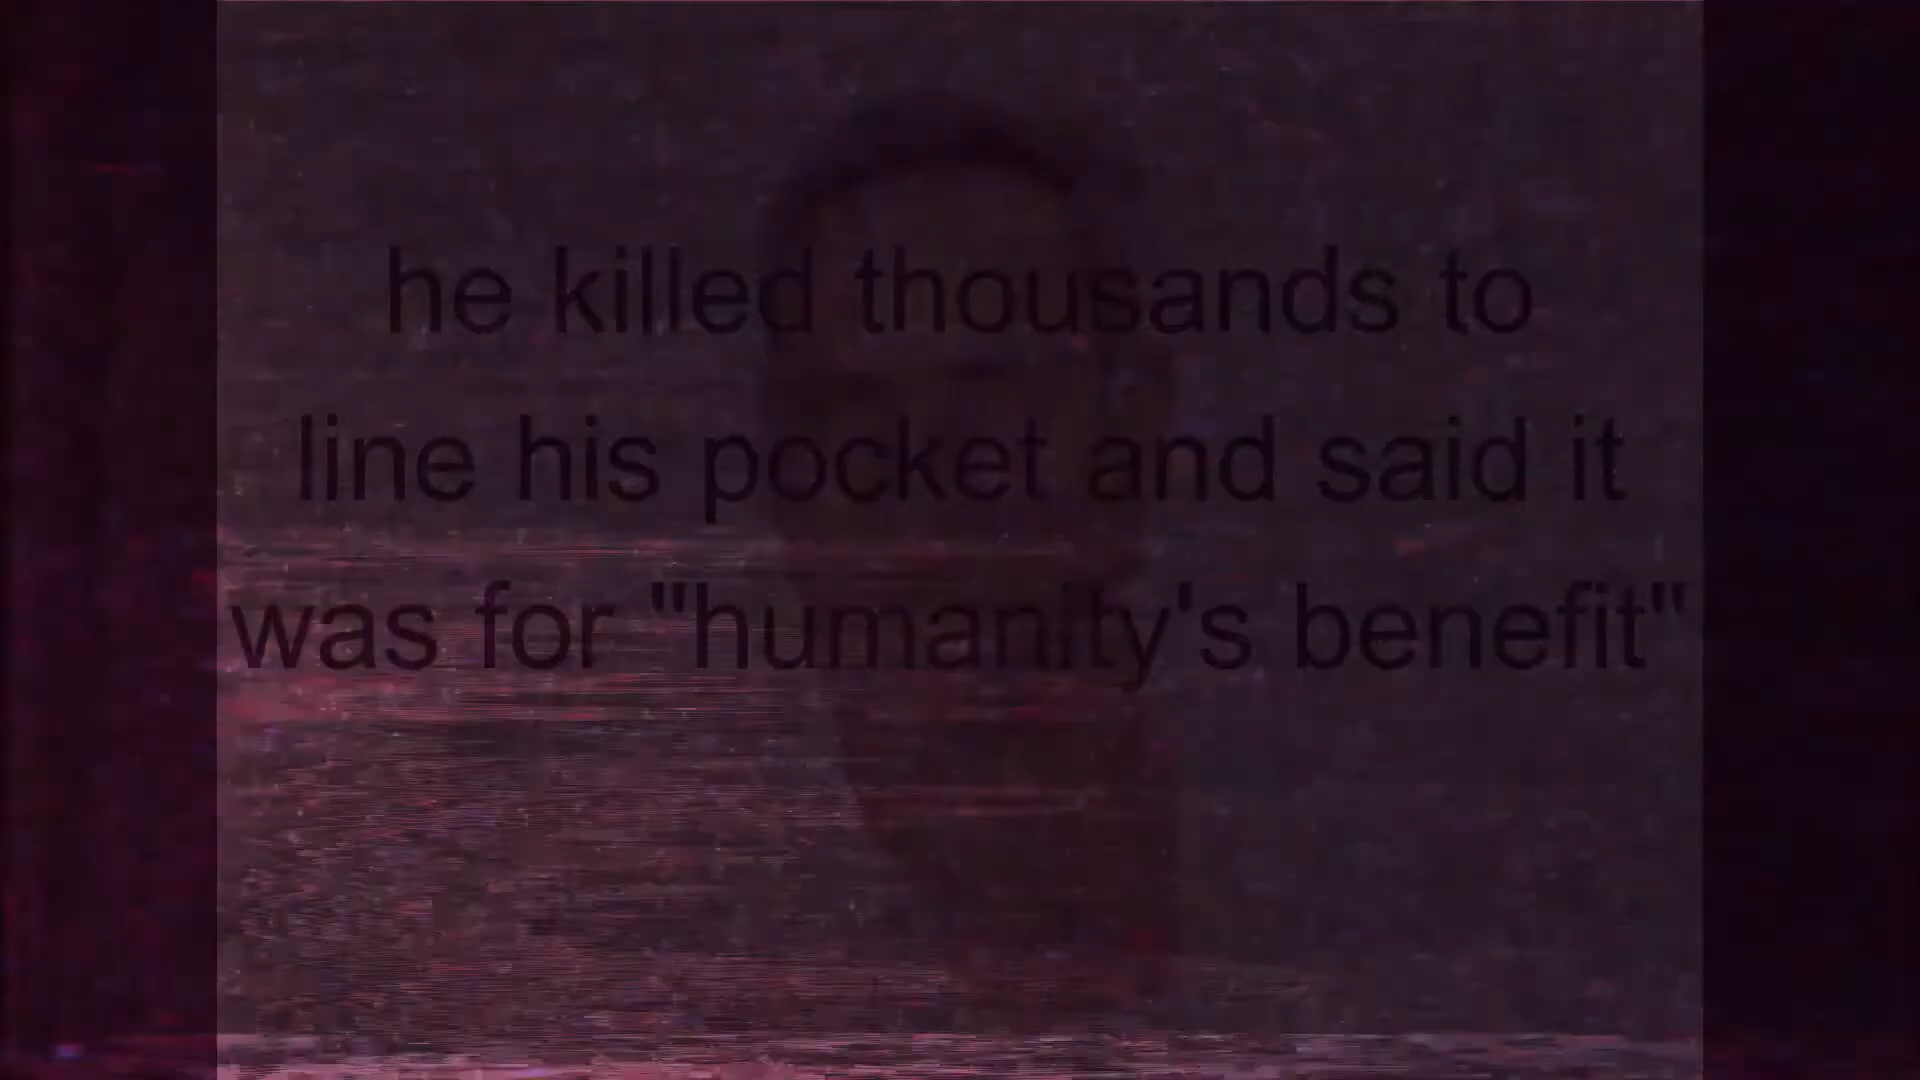 he killed thousands to
line his pocket and said it
was for "humanity's benefit"